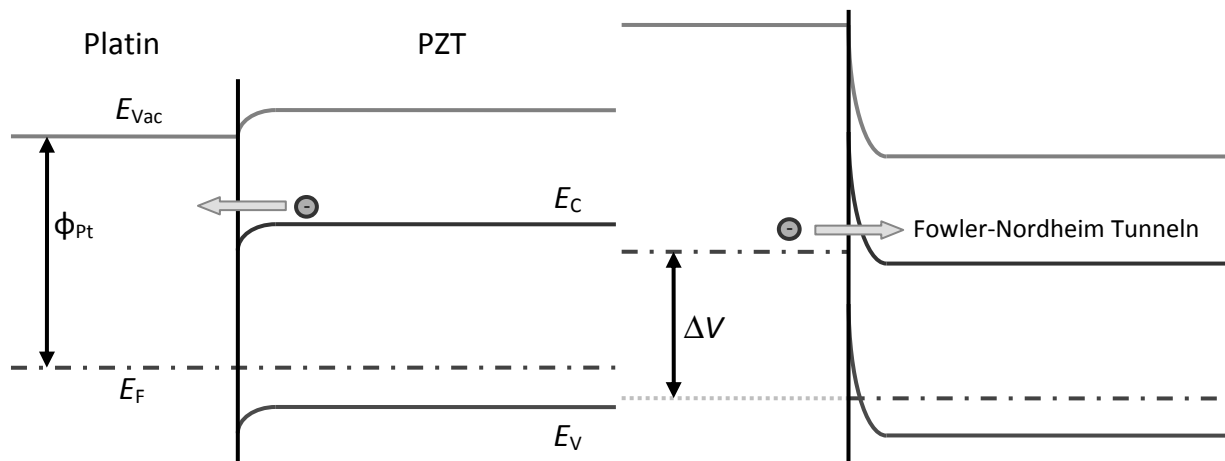 Platin
PZT
E_Vac
E_C
ϕ_Pt
-
-
Fowler-Nordheim Tunneln
ΔV
E_F
E_V